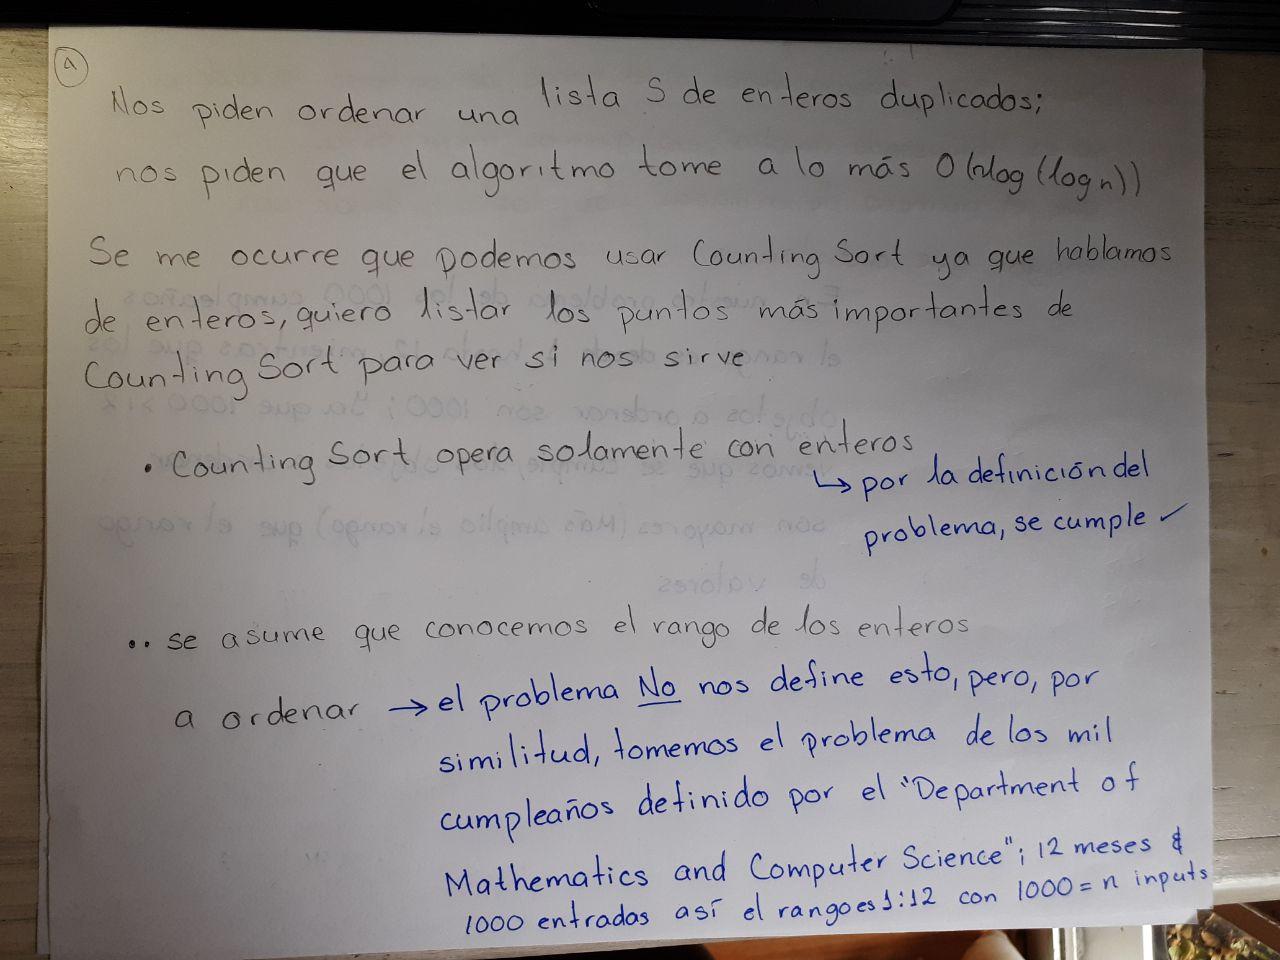 a
Nos piden ordenar una lista S de enteros duplicados;
nos piden que el algoritmo tome a lo más O(nlog(logn))
Se me ocurre que podemos usar Counting Sort ya que hablamos
de enteros, quiero listar los puntos más importantes de
Counting Sort para ver si nos sirve
• Counting Sort opera solamente con enteros
↳ por la definición del
problema, se cumple ✓
•• se asume que conocemos el rango de los enteros
a ordenar → el problema No nos define esto, pero, por
similitud, tomemos el problema de los mil
cumpleaños definido por el "Department of
Mathematics and Computer Science"; 12 meses &
1000 entradas así el rango es 1:12 con 1000 = n inputs